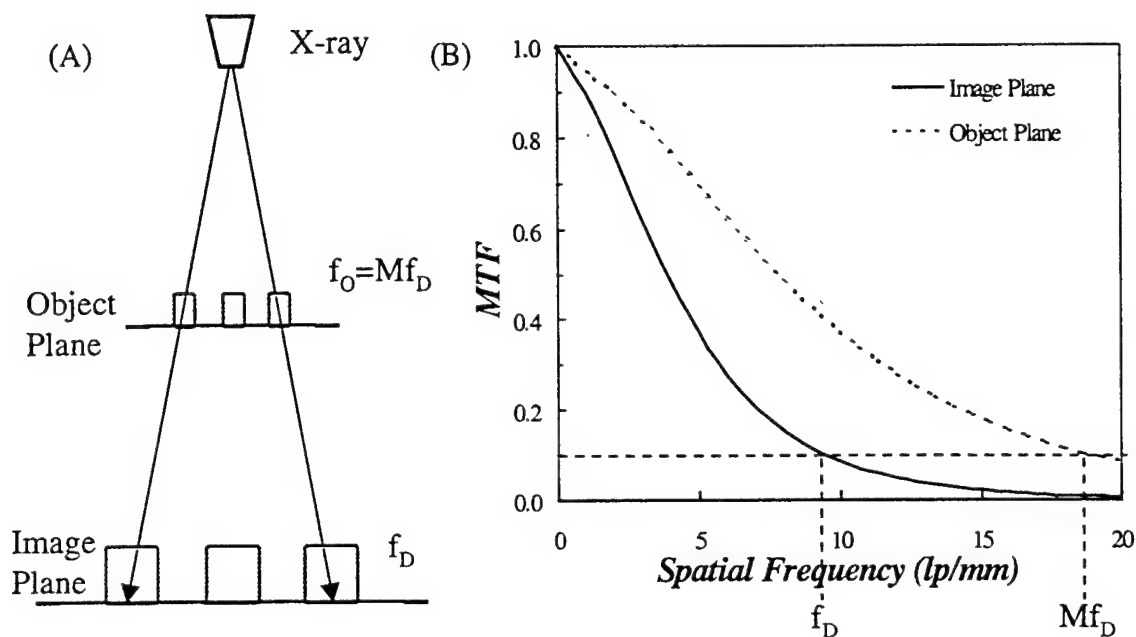 (A)
X-ray
f_O=Mf_D
Object
Plane
Image
Plane
f_D
(B)
1.0
0.8
0.6
0.4
0.2
0.0
MTF
Image Plane
Object Plane
0
5
10
15
20
Spatial Frequency (lp/mm)
f_D
Mf_D